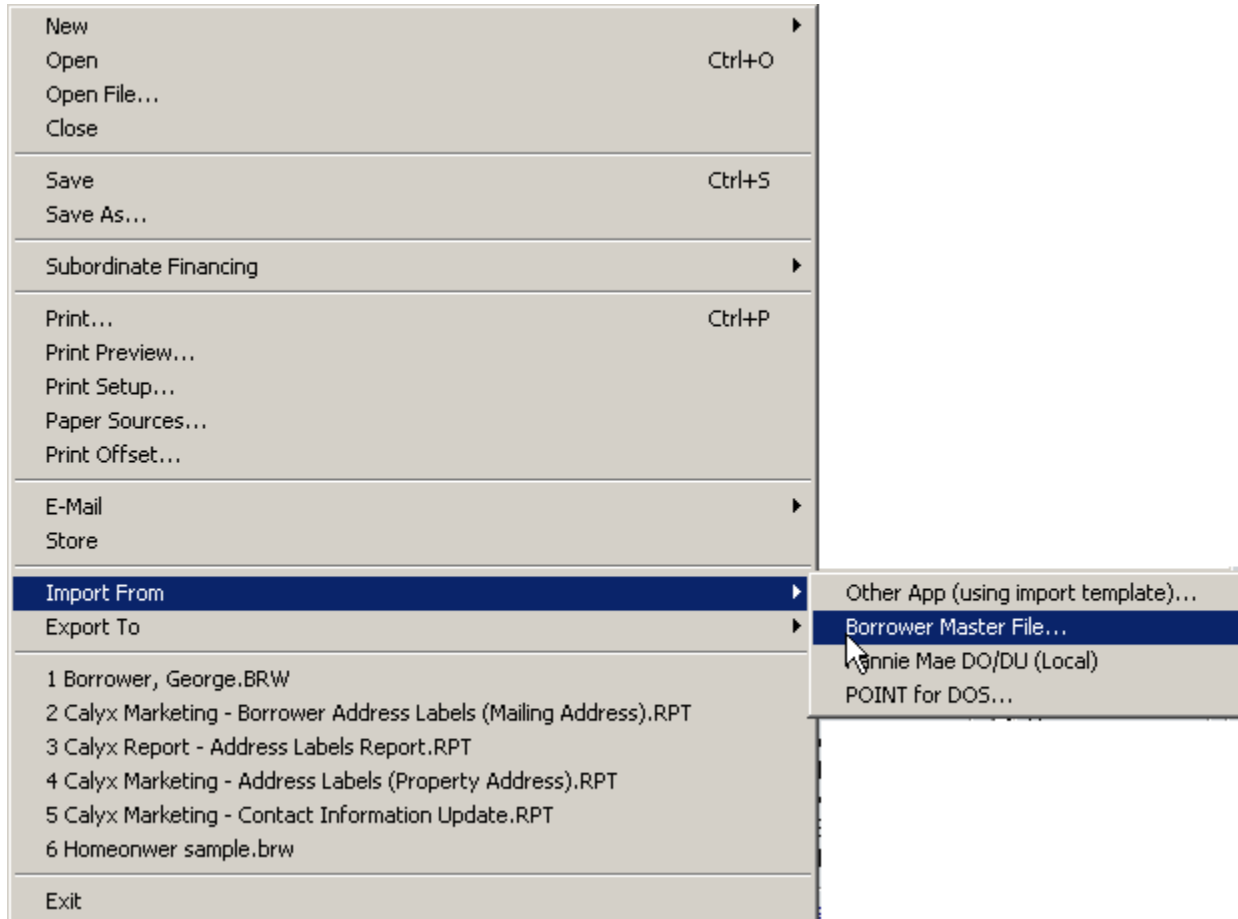 New
Open Ctrl+O
Open File...
Close
Save Ctrl+S
Save As...
Subordinate Financing
Print... Ctrl+P
Print Preview...
Print Setup...
Paper Sources...
Print Offset...
E-Mail
Store
Import From
Export To
1 Borrower, George.BRW
2 Calyx Marketing - Borrower Address Labels (Mailing Address).RPT
3 Calyx Report - Address Labels Report.RPT
4 Calyx Marketing - Address Labels (Property Address).RPT
5 Calyx Marketing - Contact Information Update.RPT
6 Homeonwer sample.brw
Exit
Other App (using import template)...
Borrower Master File...
Mae DO/DU (Local)
POINT for DOS...